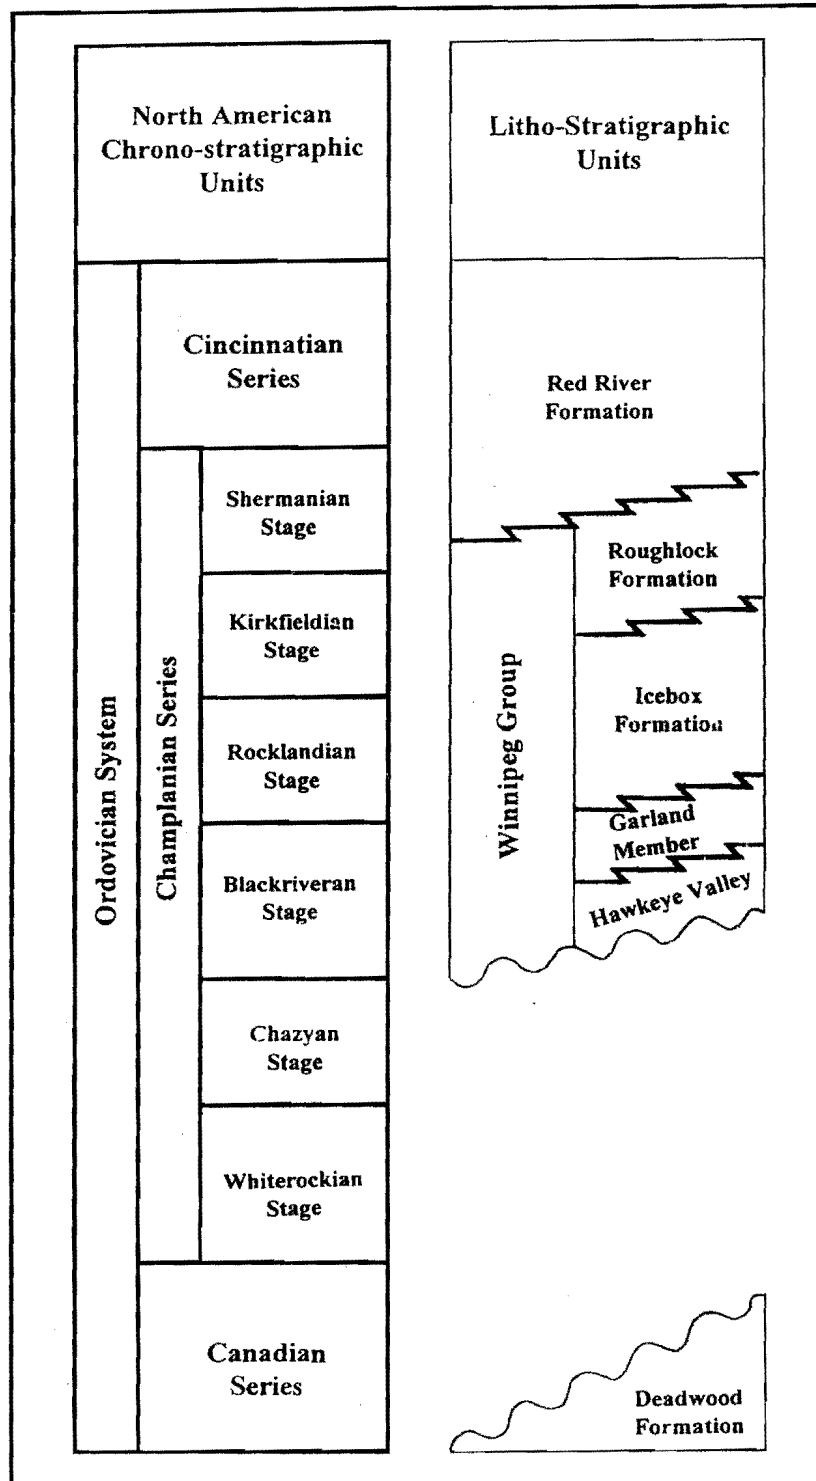 North American
Chrono-stratigraphic
Units
Litho-Stratigraphic
Units
Ordovician System
Cincinnatian
Series
Champlanian Series
Shermanian
Stage
Kirkfieldian
Stage
Rocklandian
Stage
Blackriveran
Stage
Chazyan
Stage
Whiterockian
Stage
Canadian
Series
Red River
Formation
Winnipeg Group
Roughlock
Formation
Icebox
Formation
Garland
Member
Hawkeye Valley
Deadwood
Formation